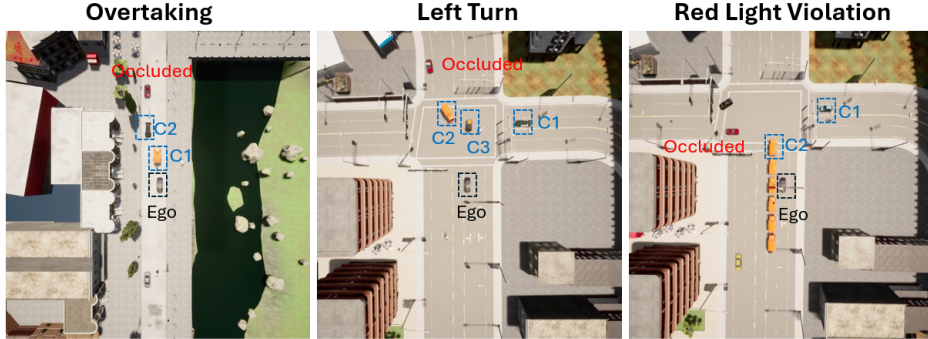 Overtaking
Occluded
C2
C1
Ego
Left Turn
Occluded
C2
C3
C1
Ego
Red Light Violation
C1
Occluded
C2
Ego